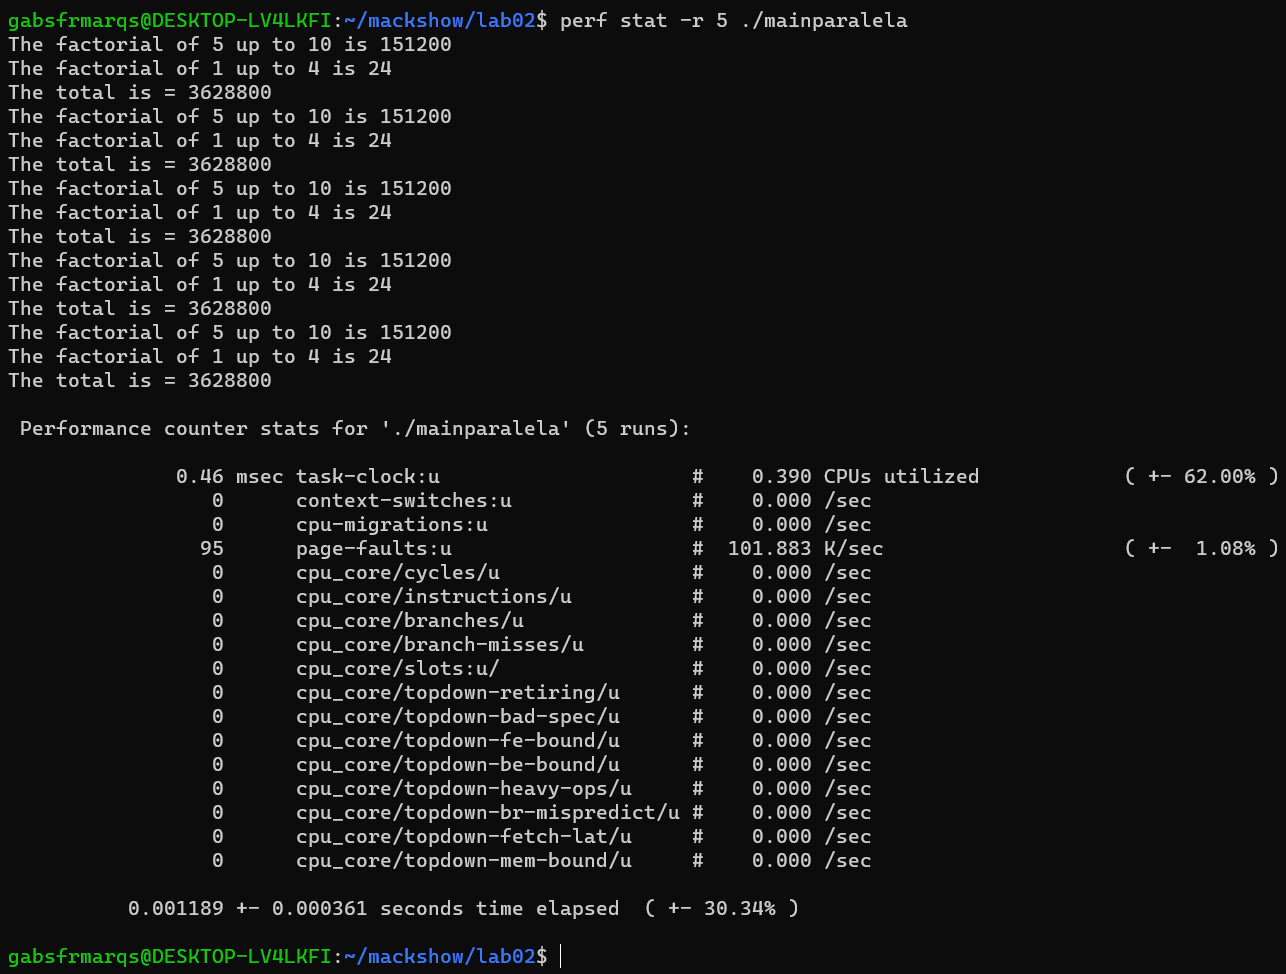 gabsfrmarqs@DESKTOP-LV4LKFI:~/mackshow/lab02$ perf stat -r 5 ./mainparalela
The factorial of 5 up to 10 is 151200
The factorial of 1 up to 4 is 24
The total is = 3628800
The factorial of 5 up to 10 is 151200
The factorial of 1 up to 4 is 24
The total is = 3628800
The factorial of 5 up to 10 is 151200
The factorial of 1 up to 4 is 24
The total is = 3628800
The factorial of 5 up to 10 is 151200
The factorial of 1 up to 4 is 24
The total is = 3628800
The factorial of 5 up to 10 is 151200
The factorial of 1 up to 4 is 24
The total is = 3628800
Performance counter stats for './mainparalela' (5 runs):
0.46 msec task-clock:u # 0.390 CPUs utilized ( +- 62.00% )
0 context-switches:u # 0.000 /sec
0 cpu-migrations:u # 0.000 /sec
95 page-faults:u # 101.883 K/sec ( +- 1.08% )
0 cpu_core/cycles/u # 0.000 /sec
0 cpu_core/instructions/u # 0.000 /sec
0 cpu_core/branches/u # 0.000 /sec
0 cpu_core/branch-misses/u # 0.000 /sec
0 cpu_core/slots:u/ # 0.000 /sec
0 cpu_core/topdown-retiring/u # 0.000 /sec
0 cpu_core/topdown-bad-spec/u # 0.000 /sec
0 cpu_core/topdown-fe-bound/u # 0.000 /sec
0 cpu_core/topdown-be-bound/u # 0.000 /sec
0 cpu_core/topdown-heavy-ops/u # 0.000 /sec
0 cpu_core/topdown-br-mispredict/u # 0.000 /sec
0 cpu_core/topdown-fetch-lat/u # 0.000 /sec
0 cpu_core/topdown-mem-bound/u # 0.000 /sec
0.001189 +- 0.000361 seconds time elapsed ( +- 30.34% )
gabsfrmarqs@DESKTOP-LV4LKFI:~/mackshow/lab02$